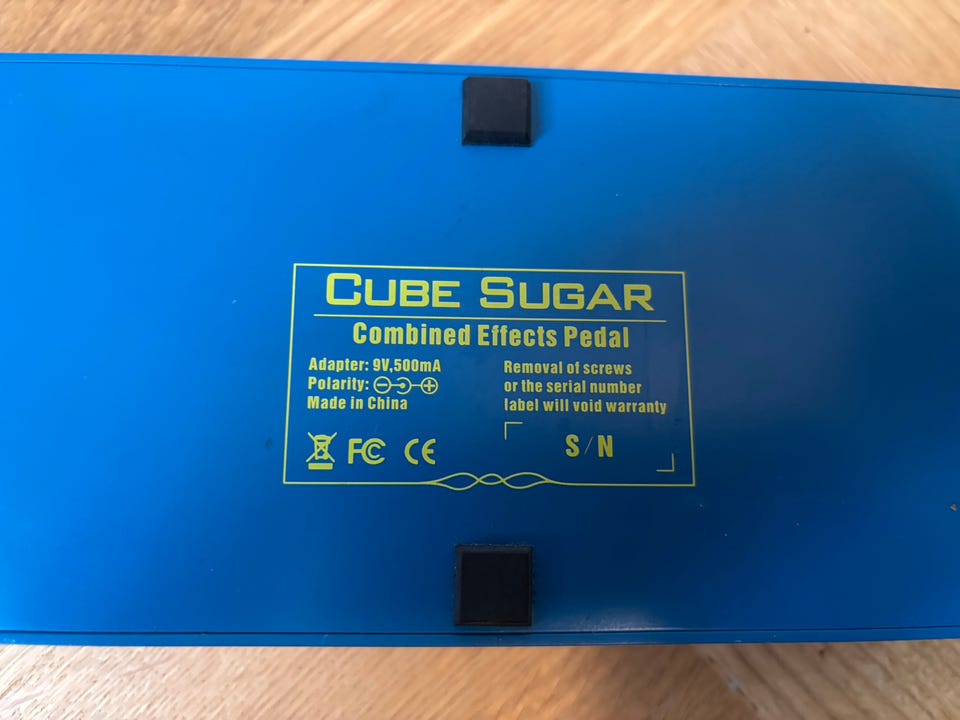 CUBE SUGAR
Combined Effects Pedal
Adapter: 9V,500mA
Polarity:
Made in China
Removal of screws
or the serial number
label will void warranty
FC CE
S/N